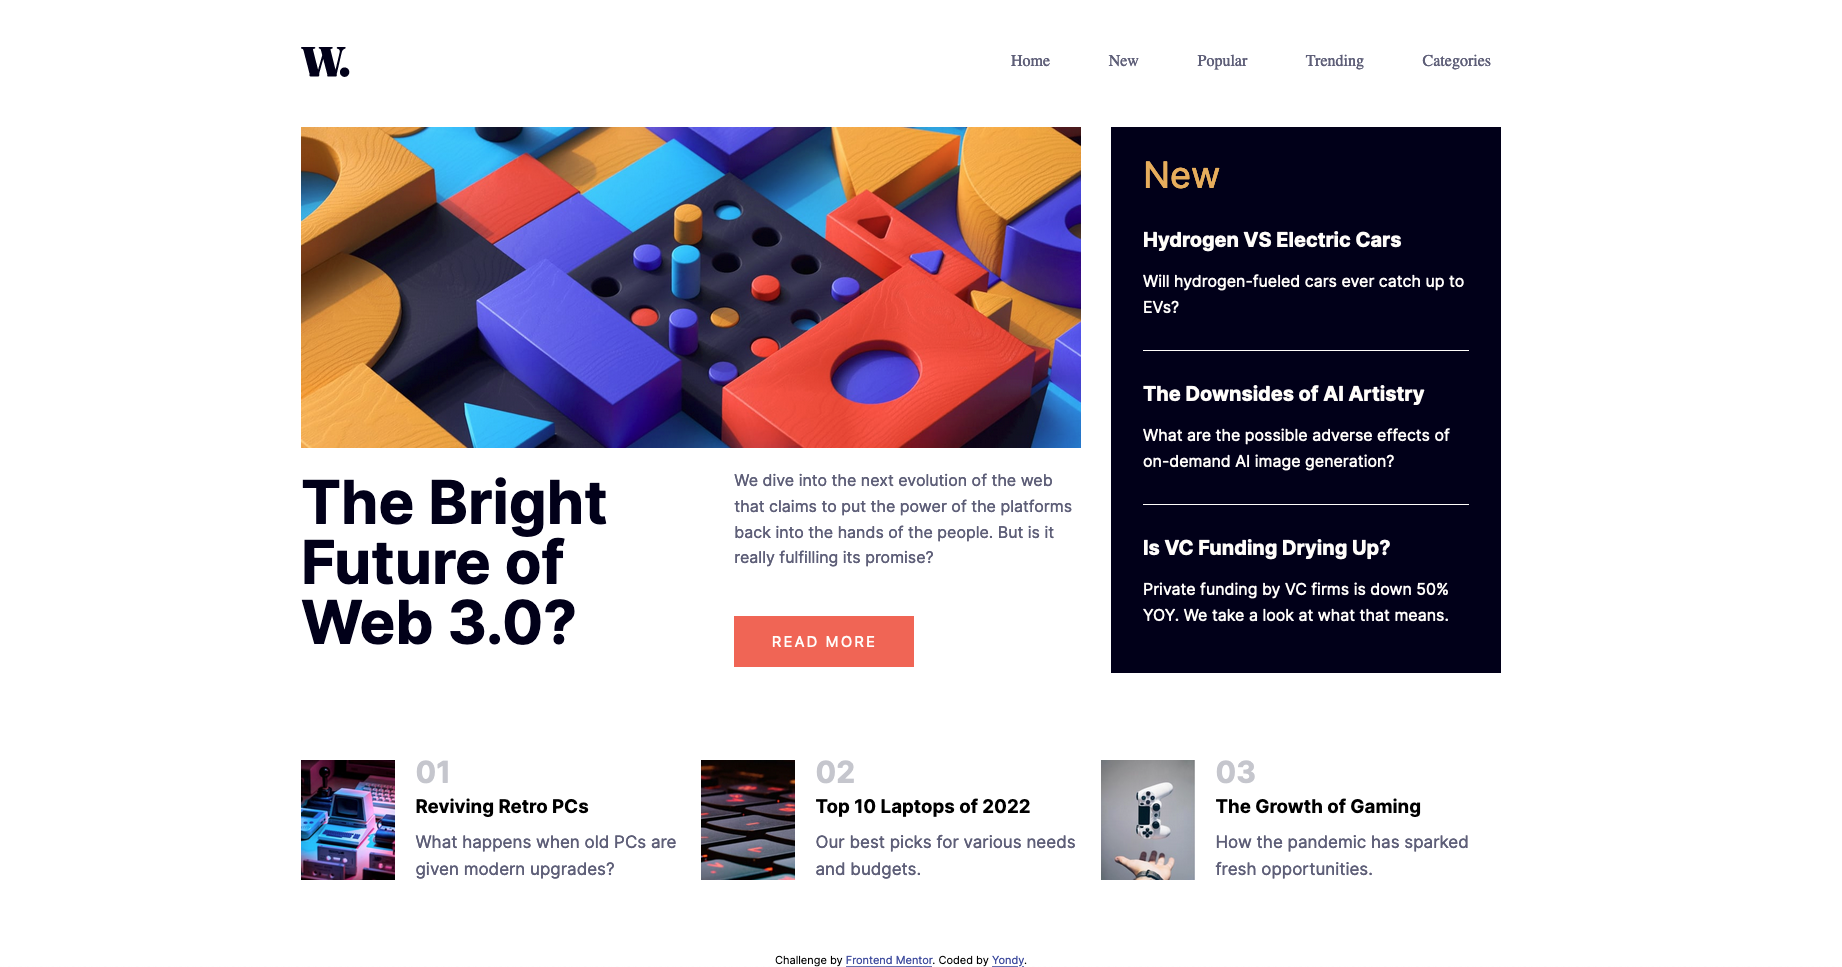 W.
Home New Popular Trending Categories
New
Hydrogen VS Electric Cars
Will hydrogen-fueled cars ever catch up to
EVs?
The Downsides of AI Artistry
What are the possible adverse effects of
on-demand AI image generation?
Is VC Funding Drying Up?
Private funding by VC firms is down 50%
YOY. We take a look at what that means.
The Bright
Future of
Web 3.0?
We dive into the next evolution of the web
that claims to put the power of the platforms
back into the hands of the people. But is it
really fulfilling its promise?
READ MORE
01
Reviving Retro PCs
What happens when old PCs are
given modern upgrades?
02
Top 10 Laptops of 2022
Our best picks for various needs
and budgets.
03
The Growth of Gaming
How the pandemic has sparked
fresh opportunities.
Challenge by Frontend Mentor. Coded by Yondy.